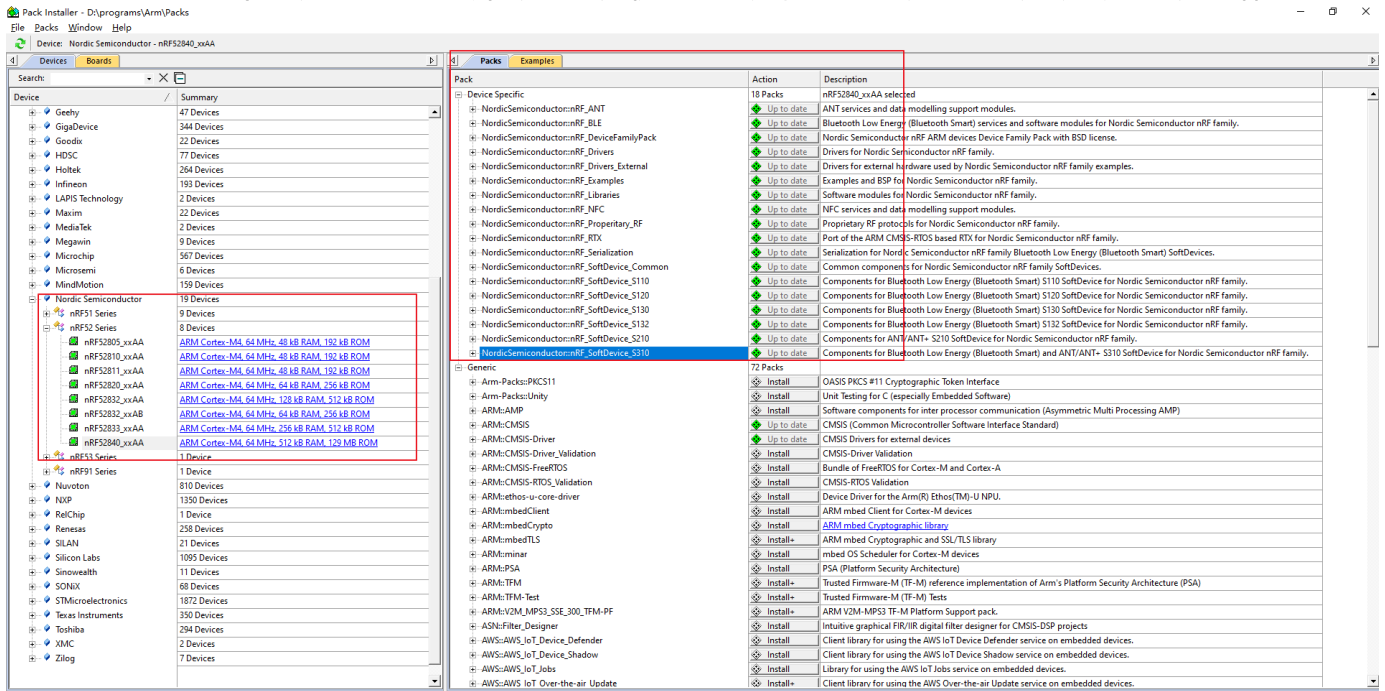 Pack Installer - D:\programs\Arm\Packs
File Packs Window Help
Device: Nordic Semiconductor - nRF52840_xxAA
Devices Boards
Search:
Device / Summary
Geehy 47 Devices
GigaDevice 344 Devices
Goodix 22 Devices
HDSC 77 Devices
Holtek 264 Devices
Infineon 193 Devices
LAPIS Technology 2 Devices
Maxim 22 Devices
MediaTek 2 Devices
Megawin 9 Devices
Microchip 567 Devices
Microsemi 6 Devices
MindMotion 159 Devices
Nordic Semiconductor 19 Devices
nRF51 Series 9 Devices
nRF52 Series 8 Devices
nRF52805_xxAA ARM Cortex-M4, 64 MHz, 48 kB RAM, 192 kB ROM
nRF52810_xxAA ARM Cortex-M4, 64 MHz, 48 kB RAM, 192 kB ROM
nRF52811_xxAA ARM Cortex-M4, 64 MHz, 48 kB RAM, 192 kB ROM
nRF52820_xxAA ARM Cortex-M4, 64 MHz, 64 kB RAM, 256 kB ROM
nRF52832_xxAA ARM Cortex-M4, 64 MHz, 128 kB RAM, 512 kB ROM
nRF52832_xxAB ARM Cortex-M4, 64 MHz, 64 kB RAM, 256 kB ROM
nRF52833_xxAA ARM Cortex-M4, 64 MHz, 256 kB RAM, 512 kB ROM
nRF52840_xxAA ARM Cortex-M4, 64 MHz, 512 kB RAM, 129 MB ROM
nRF53 Series 1 Device
nRF91 Series 1 Device
Nuvoton 810 Devices
NXP 1350 Devices
RelChip 1 Device
Renesas 258 Devices
SILAN 21 Devices
Silicon Labs 1095 Devices
Sinowealth 11 Devices
SONiX 68 Devices
STMicroelectronics 1872 Devices
Texas Instruments 350 Devices
Toshiba 294 Devices
XMC 2 Devices
Zilog 7 Devices
Packs Examples
Pack Action Description
Device Specific 18 Packs nRF52840_xxAA selected
NordicSemiconductor::nRF_ANT Up to date ANT services and data modelling support modules.
NordicSemiconductor::nRF_BLE Up to date Bluetooth Low Energy (Bluetooth Smart) services and software modules for Nordic Semiconductor nRF family.
NordicSemiconductor::nRF_DeviceFamilyPack Up to date Nordic Semiconductor nRF ARM devices Device Family Pack with BSD license.
NordicSemiconductor::nRF_Drivers Up to date Drivers for Nordic Semiconductor nRF family.
NordicSemiconductor::nRF_Drivers_External Up to date Drivers for external hardware used by Nordic Semiconductor nRF family examples.
NordicSemiconductor::nRF_Examples Up to date Examples and BSP for Nordic Semiconductor nRF family.
NordicSemiconductor::nRF_Libraries Up to date Software modules for Nordic Semiconductor nRF family.
NordicSemiconductor::nRF_NFC Up to date NFC services and data modelling support modules.
NordicSemiconductor::nRF_Properitary_RF Up to date Proprietary RF protocols for Nordic Semiconductor nRF family.
NordicSemiconductor::nRF_RTX Up to date Port of the ARM CMSIS-RTOS based RTX for Nordic Semiconductor nRF family.
NordicSemiconductor::nRF_Serialization Up to date Serialization for Nordic Semiconductor nRF family Bluetooth Low Energy (Bluetooth Smart) SoftDevices.
NordicSemiconductor::nRF_SoftDevice_Common Up to date Common components for Nordic Semiconductor nRF family SoftDevices.
NordicSemiconductor::nRF_SoftDevice_S110 Up to date Components for Bluetooth Low Energy (Bluetooth Smart) S110 SoftDevice for Nordic Semiconductor nRF family.
NordicSemiconductor::nRF_SoftDevice_S120 Up to date Components for Bluetooth Low Energy (Bluetooth Smart) S120 SoftDevice for Nordic Semiconductor nRF family.
NordicSemiconductor::nRF_SoftDevice_S130 Up to date Components for Bluetooth Low Energy (Bluetooth Smart) S130 SoftDevice for Nordic Semiconductor nRF family.
NordicSemiconductor::nRF_SoftDevice_S132 Up to date Components for Bluetooth Low Energy (Bluetooth Smart) S132 SoftDevice for Nordic Semiconductor nRF family.
NordicSemiconductor::nRF_SoftDevice_S210 Up to date Components for ANT/ANT+ S210 SoftDevice for Nordic Semiconductor nRF family.
NordicSemiconductor::nRF_SoftDevice_S310 Up to date Components for Bluetooth Low Energy (Bluetooth Smart) and ANT/ANT+ S310 SoftDevice for Nordic Semiconductor nRF family.
Generic 72 Packs
Arm-Packs::PKCS11 Install OASIS PKCS #11 Cryptographic Token Interface
Arm-Packs::Unity Install Unit Testing for C (especially Embedded Software)
ARM::AMP Install Software components for inter processor communication (Asymmetric Multi Processing AMP)
ARM::CMSIS Up to date CMSIS (Common Microcontroller Software Interface Standard)
ARM::CMSIS-Driver Up to date CMSIS Drivers for external devices
ARM::CMSIS-Driver_Validation Install CMSIS-Driver Validation
ARM::CMSIS-FreeRTOS Install Bundle of FreeRTOS for Cortex-M and Cortex-A
ARM::CMSIS-RTOS_Validation Install CMSIS-RTOS Validation
ARM::ethos-u-core-driver Install Device Driver for the Arm(R) Ethos(TM)-U NPU.
ARM::mbedClient Install ARM mbed Client for Cortex-M devices
ARM::mbedCrypto Install ARM mbed Cryptographic library
ARM::mbedTLS Install+ ARM mbed Cryptographic and SSL/TLS library
ARM::minar Install mbed OS Scheduler for Cortex-M devices
ARM::PSA Install PSA (Platform Security Architecture)
ARM::TFM Install+ Trusted Firmware-M (TF-M) reference implementation of Arm's Platform Security Architecture (PSA)
ARM::TFM-Test Install+ Trusted Firmware-M (TF-M) Tests
ARM::V2M_MPS3_SSE_300_TFM-PF Install+ ARM V2M-MPS3 TF-M Platform Support pack.
ASN::Filter_Designer Install+ Intuitive graphical FIR/IIR digital filter designer for CMSIS-DSP projects
AWS::AWS_IoT_Device_Defender Install Client library for using the AWS IoT Device Defender service on embedded devices.
AWS::AWS_IoT_Device_Shadow Install Client library for using the AWS IoT Device Shadow service on embedded devices.
AWS::AWS_IoT_Jobs Install Library for using the AWS IoT Jobs service on embedded devices.
AWS::AWS_IoT_Over-the-air_Update Install+ Client library for using the AWS Over-the-air Update service on embedded devices.